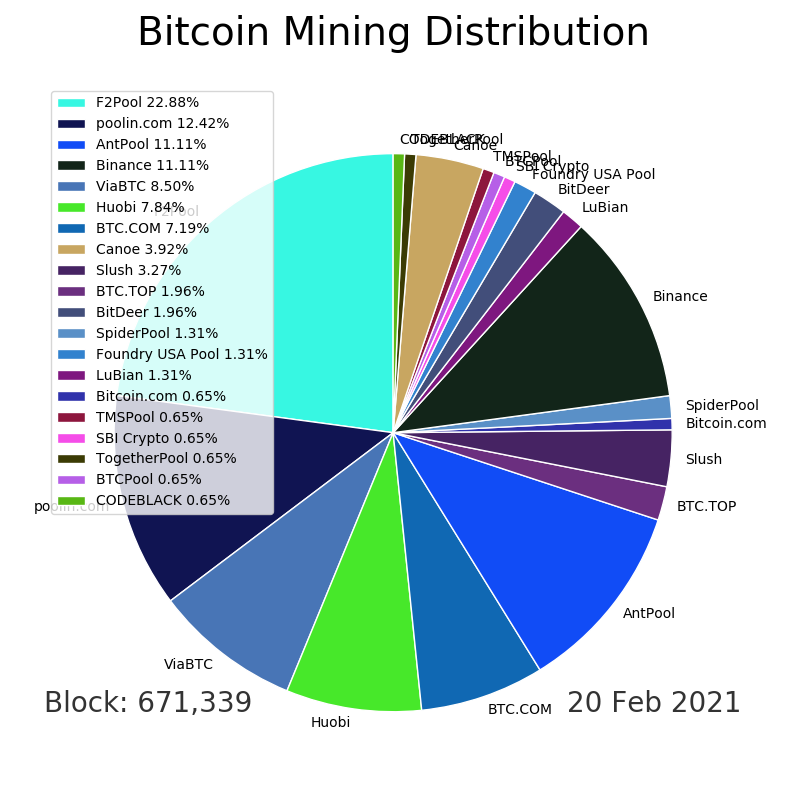 Bitcoin Mining Distribution
F2Pool 22.88%
poolin.com 12.42%
AntPool 11.11%
Binance 11.11%
ViaBTC 8.50%
Huobi 7.84%
BTC.COM 7.19%
Canoe 3.92%
Slush 3.27%
BTC.TOP 1.96%
BitDeer 1.96%
SpiderPool 1.31%
Foundry USA Pool 1.31%
LuBian 1.31%
Bitcoin.com 0.65%
TMSPool 0.65%
SBI Crypto 0.65%
TogetherPool 0.65%
BTCPool 0.65%
CODEBLACK 0.65%
CODEBLACK
TogetherPool
Canoe
TMSPool
BTCPool
SBI Crypto
Foundry USA Pool
BitDeer
LuBian
Binance
SpiderPool
Bitcoin.com
Slush
BTC.TOP
AntPool
BTC.COM
Huobi
ViaBTC
poolin.com
F2Pool
Block: 671,339
20 Feb 2021